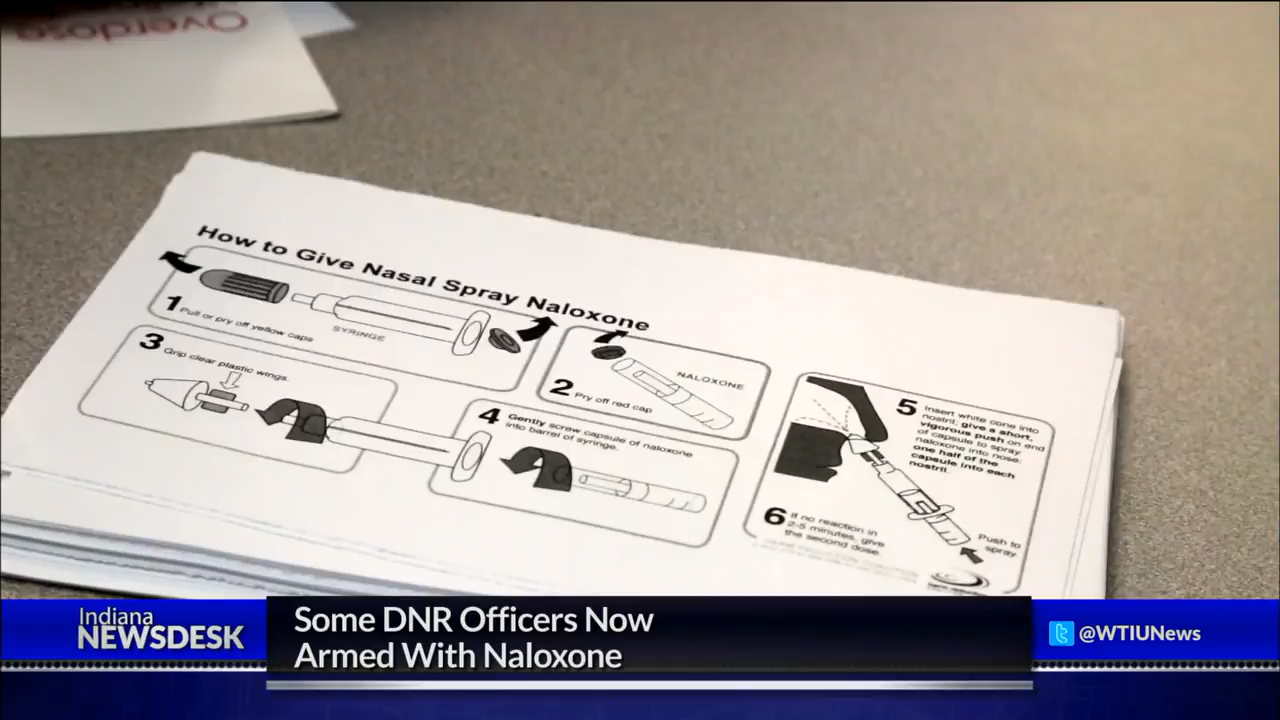 Overdose
How to Give Nasal Spray Naloxone
1 Pull or pry off yellow caps
SYRINGE
2 Pry off red cap
NALOXONE
3 Grip clear plastic wings.
4 Gently screw capsule of naloxone
into barrel of syringe.
5 Insert white cone into
nostril; give a short,
vigorous push on end
of capsule to spray
naloxone into nose:
one half of the
capsule into each
nostril.
Push to
spray.
6 If no reaction in
2-5 minutes, give
the second dose.
Indiana
NEWSDESK
Some DNR Officers Now
Armed With Naloxone
@WTIUNews